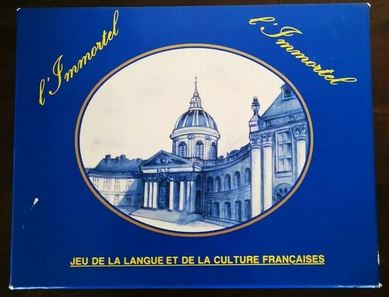 l'Immortel
l'Immortel
JEU DE LA LANGUE ET DE LA CULTURE FRANÇAISES